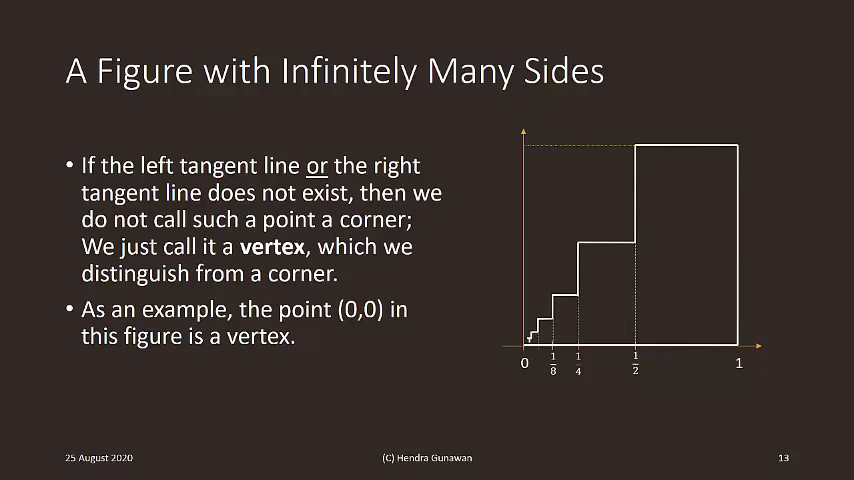 A Figure with Infinitely Many Sides
• If the left tangent line or the right
tangent line does not exist, then we
do not call such a point a corner;
We just call it a vertex, which we
distinguish from a corner.
• As an example, the point (0,0) in
this figure is a vertex.
0 1/8 1/4 1/2 1
25 August 2020
(C) Hendra Gunawan
13